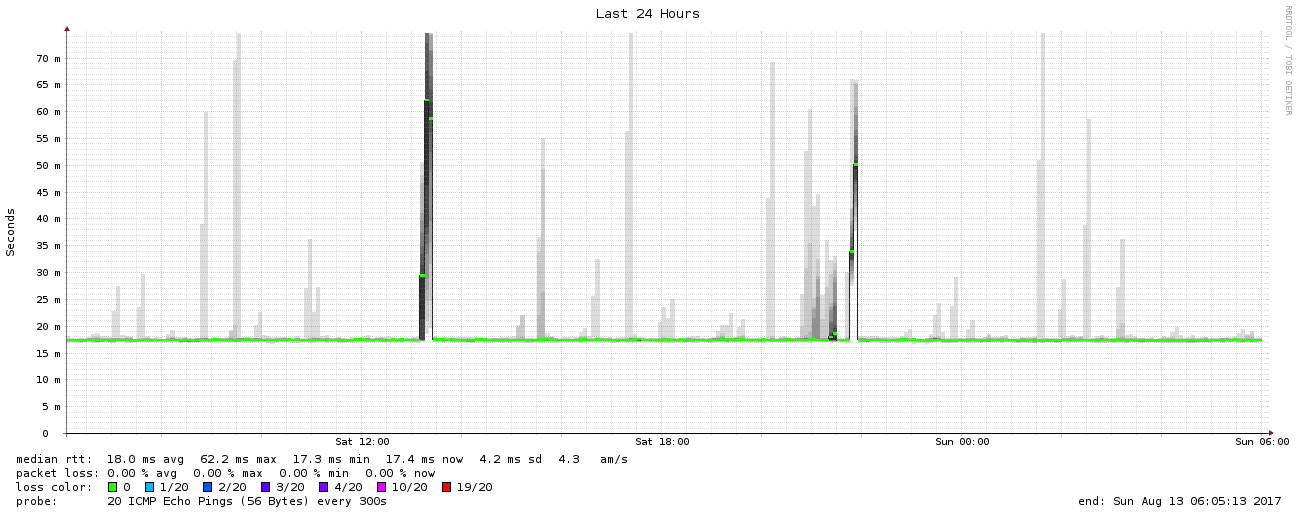 Last 24 Hours
RRDTOOL / TOBI OETIKER
Seconds
70 m
65 m
60 m
55 m
50 m
45 m
40 m
35 m
30 m
25 m
20 m
15 m
10 m
5 m
0
Sat 12:00 Sat 18:00 Sun 00:00 Sun 06:00
median rtt: 18.0 ms avg 62.2 ms max 17.3 ms min 17.4 ms now 4.2 ms sd 4.3 am/s
packet loss: 0.00 % avg 0.00 % max 0.00 % min 0.00 % now
loss color: 0 1/20 2/20 3/20 4/20 10/20 19/20
probe: 20 ICMP Echo Pings (56 Bytes) every 300s end: Sun Aug 13 06:05:13 2017